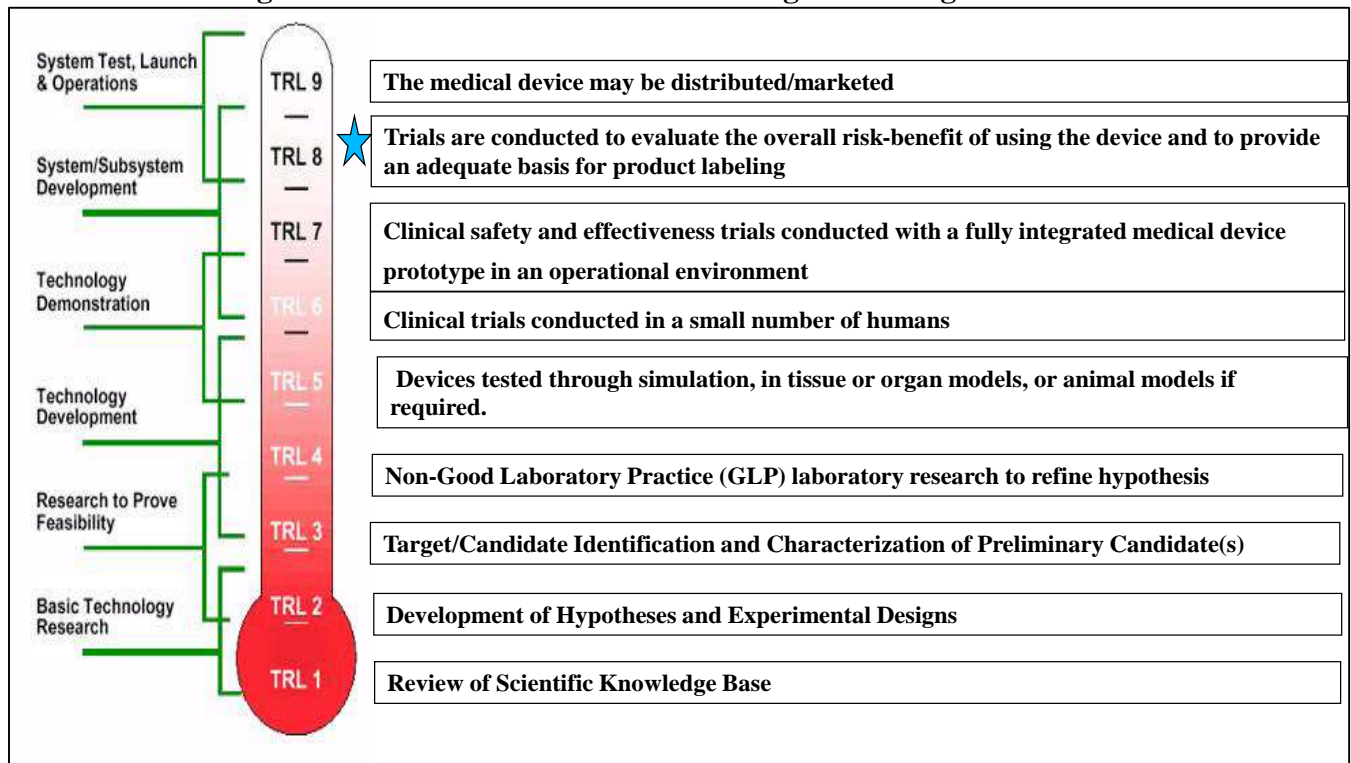 System Test, Launch
& Operations
TRL 9
The medical device may be distributed/marketed
TRL 8
Trials are conducted to evaluate the overall risk-benefit of using the device and to provide
an adequate basis for product labeling
System/Subsystem
Development
TRL 7
Clinical safety and effectiveness trials conducted with a fully integrated medical device
prototype in an operational environment
Technology
Demonstration
TRL 6
Clinical trials conducted in a small number of humans
TRL 5
Devices tested through simulation, in tissue or organ models, or animal models if
required.
Technology
Development
TRL 4
Non-Good Laboratory Practice (GLP) laboratory research to refine hypothesis
Research to Prove
Feasibility
TRL 3
Target/Candidate Identification and Characterization of Preliminary Candidate(s)
Basic Technology
Research
TRL 2
Development of Hypotheses and Experimental Designs
TRL 1
Review of Scientific Knowledge Base